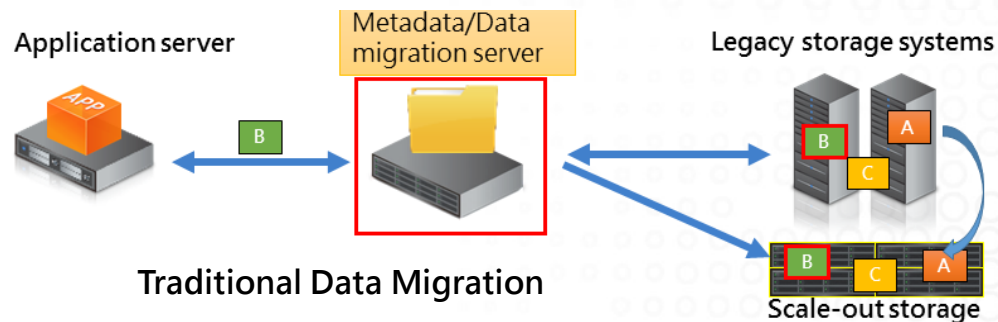 Application server
Metadata/Data
migration server
Legacy storage systems
APP
B
B
A
C
B
C
A
Traditional Data Migration
Scale-out storage